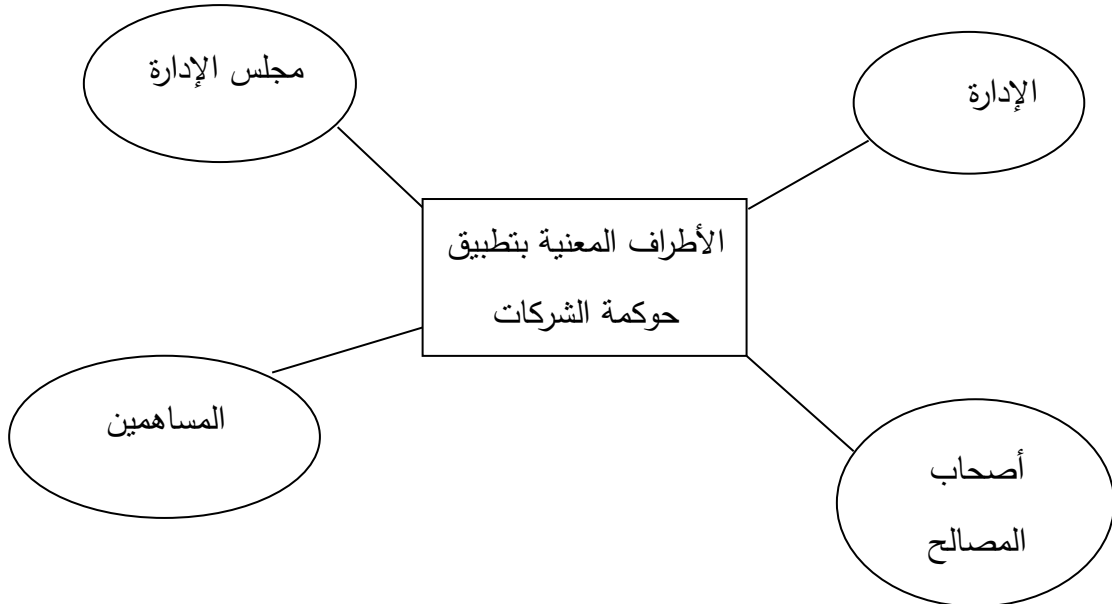 الإدارة
مجلس الإدارة
الأطراف المعنية بتطبيق
حوكمة الشركات
المساهمين
أصحاب
المصالح